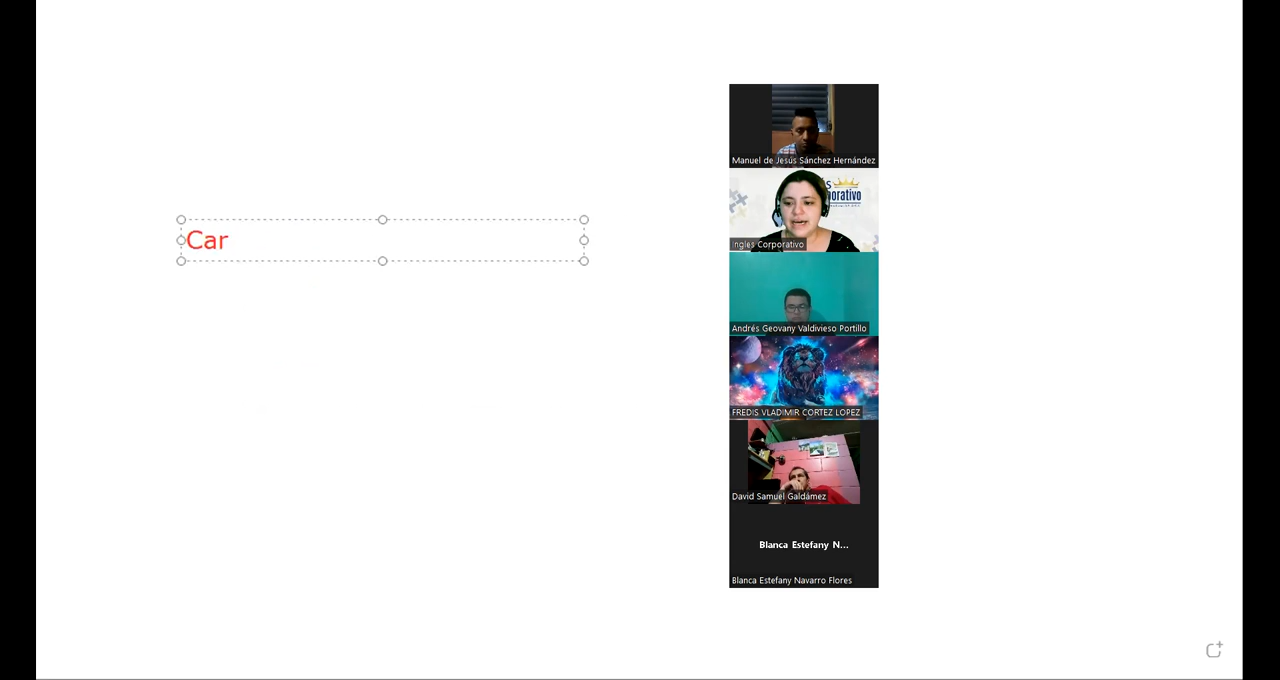 Car
Manuel de Jesús Sánchez Hernández
Ingles Corporativo
Andrés Geovany Valdivieso Portillo
FREDIS VLADIMIR CORTEZ LOPEZ
David Samuel Galdámez
Blanca Estefany N...
Blanca Estefany Navarro Flores